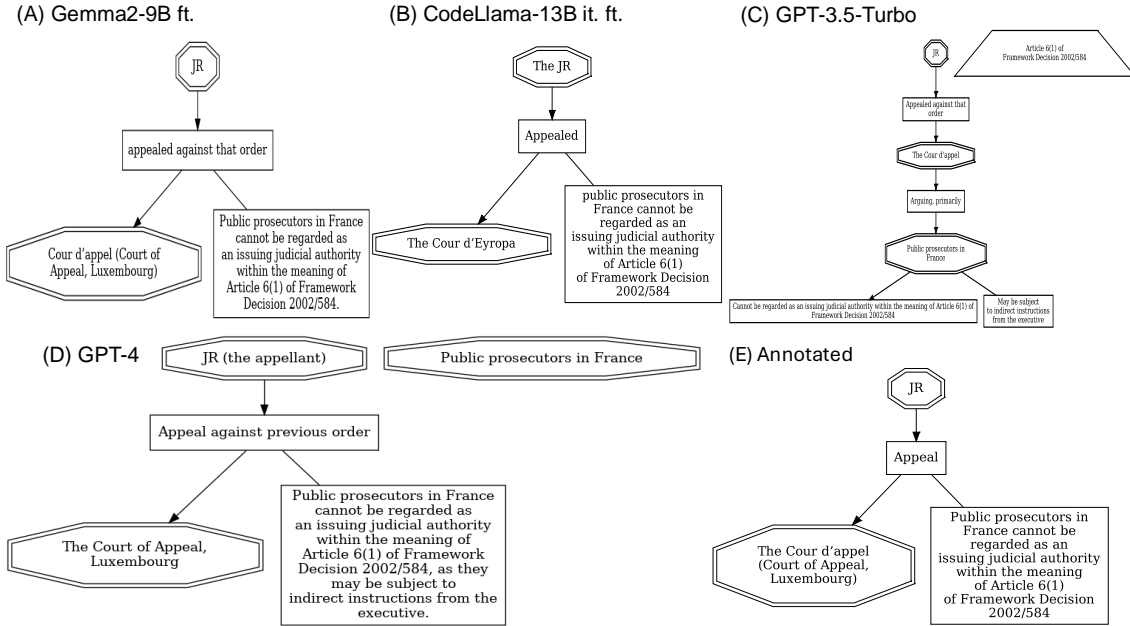 (A) Gemma2-9B ft.
JR
appealed against that order
Cour d'appel (Court of
Appeal, Luxembourg)
Public prosecutors in France
cannot be regarded as
an issuing judicial authority
within the meaning of
Article 6(1) of Framework
Decision 2002/584.
(B) CodeLlama-13B it. ft.
The JR
Appealed
The Cour d'Eyropa
public prosecutors in
France cannot be
regarded as an
issuing judicial authority
within the meaning
of Article 6(1)
of Framework Decision
2002/584
(C) GPT-3.5-Turbo
JR
Article 6(1) of
Framework Decision 2002/584
Appealed against that
order
The Cour d'appel
Arguing, primarily
Public prosecutors in
France
Cannot be regarded as an issuing judicial authority within the meaning of Article 6(1) of
Framework Decision 2002/584
May be subject
to indirect instructions
from the executive
(D) GPT-4
JR (the appellant)
Public prosecutors in France
Appeal against previous order
The Court of Appeal,
Luxembourg
Public prosecutors in France
cannot be regarded as
an issuing judicial authority
within the meaning of
Article 6(1) of Framework
Decision 2002/584, as they
may be subject to
indirect instructions from the
executive.
(E) Annotated
JR
Appeal
The Cour d'appel
(Court of Appeal,
Luxembourg)
Public prosecutors in
France cannot be
regarded as an
issuing judicial authority
within the meaning
of Article 6(1)
of Framework Decision
2002/584